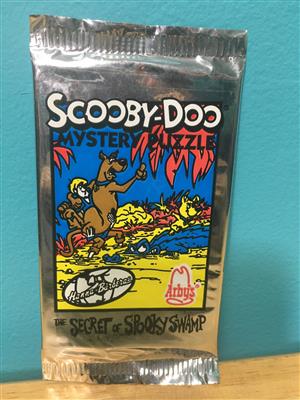 SCOOBY-DOO
MYSTERY PUZZLE
Hanna-Barbera
Arby's
THE SECRET OF SPOOKY SWAMP